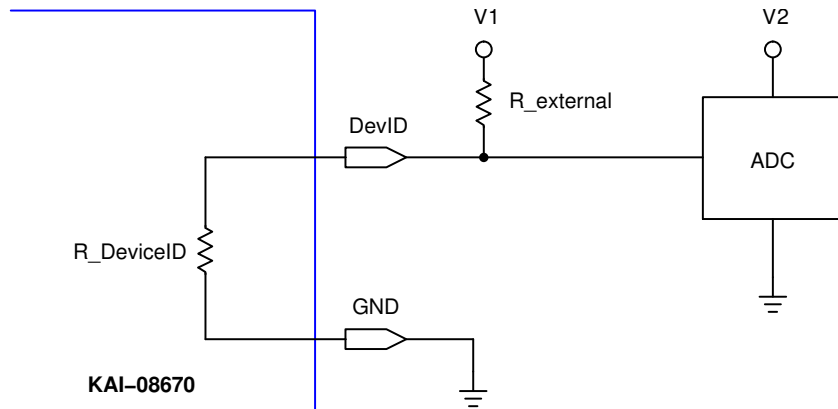 V1
V2
R_external
DevID
ADC
R_DeviceID
GND
KAI−08670